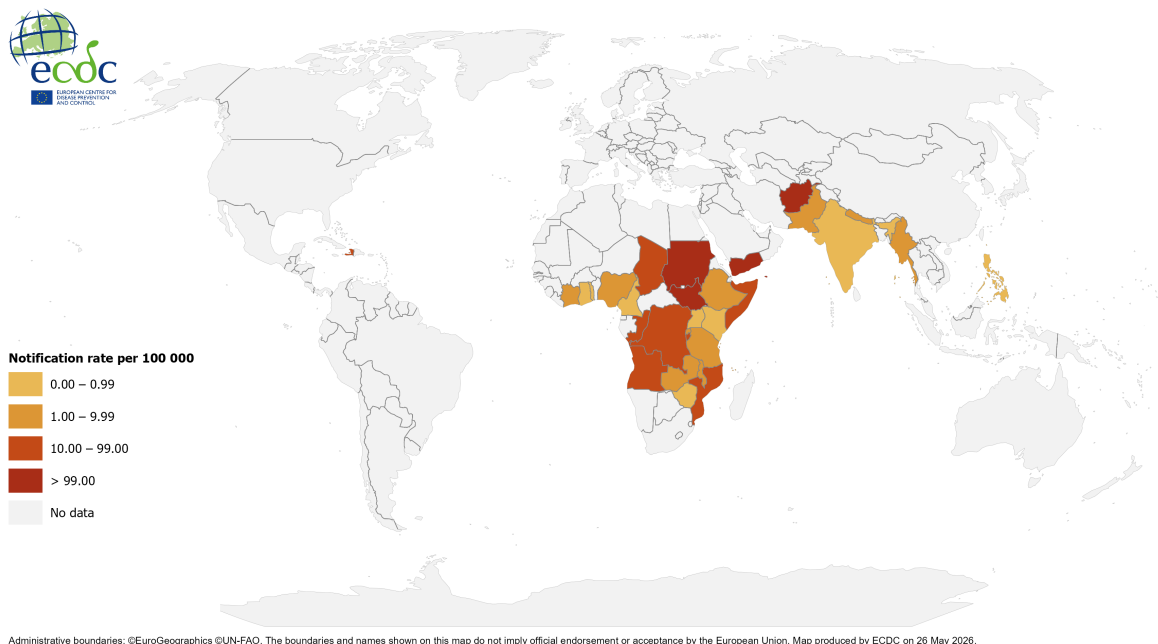 ecdc
EUROPEAN CENTRE FOR
DISEASE PREVENTION
AND CONTROL
Notification rate per 100 000
0.00 – 0.99
1.00 – 9.99
10.00 – 99.00
> 99.00
No data
Administrative boundaries: ©EuroGeographics ©UN-FAO. The boundaries and names shown on this map do not imply official endorsement or acceptance by the European Union. Map produced by ECDC on 26 May 2026.